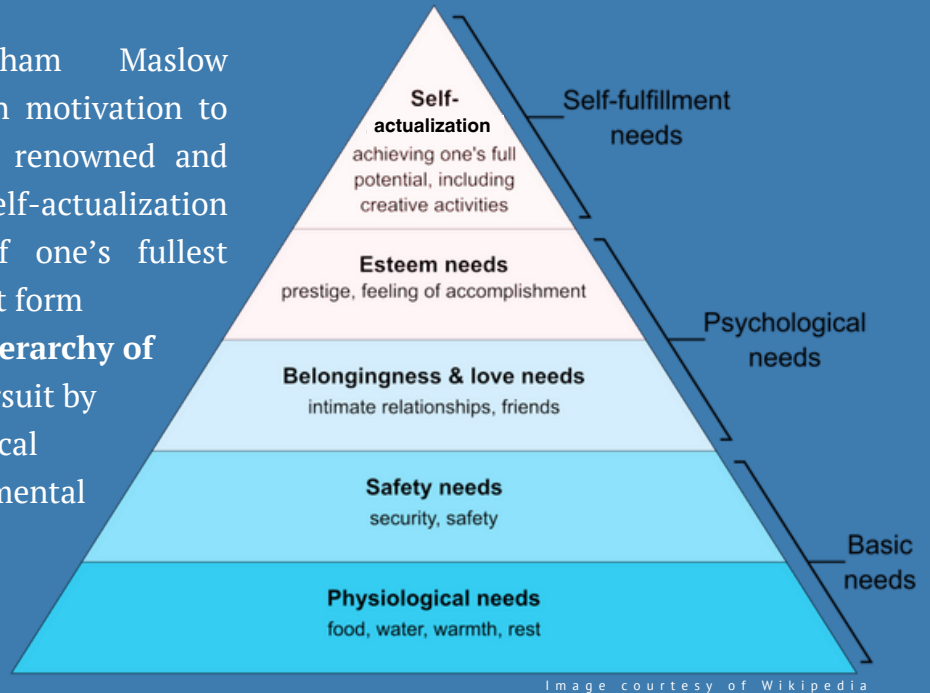 ham Maslow
n motivation to
renowned and
elf-actualization
f one's fullest
t form
erarchy of
rsuit by
cal
mental
Self-
actualization
achieving one's full
potential, including
creative activities
Esteem needs
prestige, feeling of accomplishment
Belongingness & love needs
intimate relationships, friends
Safety needs
security, safety
Physiological needs
food, water, warmth, rest
Self-fulfillment
needs
Psychological
needs
Basic
needs
Image courtesy of Wikipedia